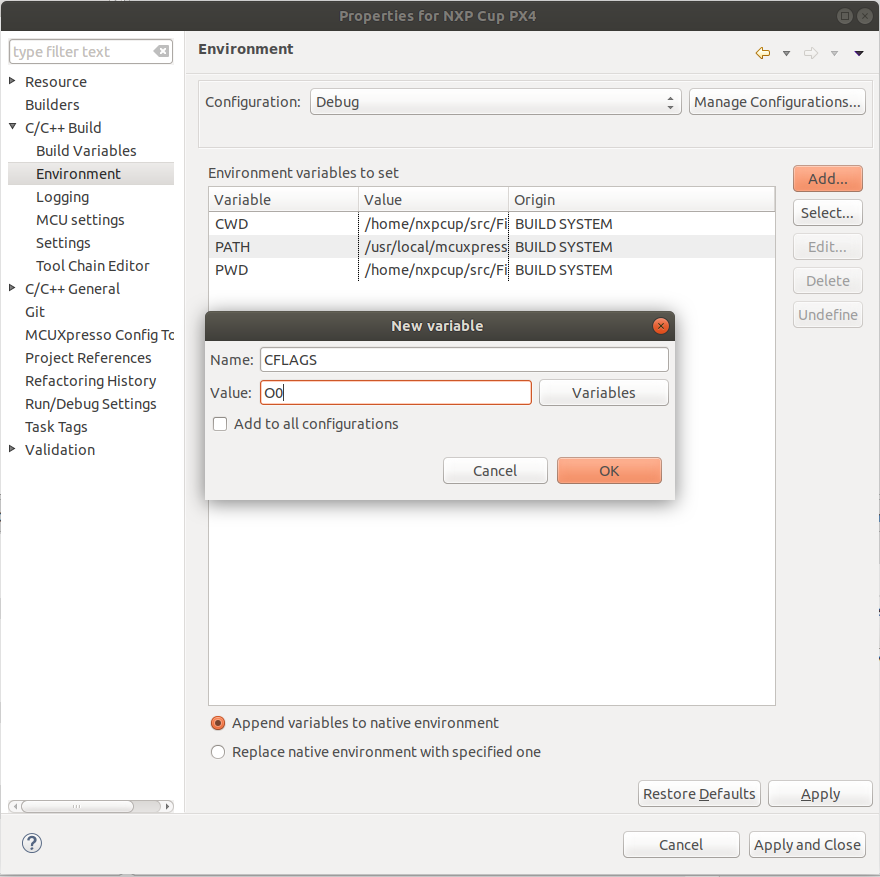 Properties for NXP Cup PX4
type filter text
Resource
Builders
C/C++ Build
Build Variables
Environment
Logging
MCU settings
Settings
Tool Chain Editor
C/C++ General
Git
MCUXpresso Config To
Project References
Refactoring History
Run/Debug Settings
Task Tags
Validation
Environment
Configuration: Debug Manage Configurations...
Environment variables to set
Variable Value Origin
CWD /home/nxpcup/src/Fi BUILD SYSTEM
PATH /usr/local/mcuxpress BUILD SYSTEM
PWD /home/nxpcup/src/Fi BUILD SYSTEM
Add...
Select...
Edit...
Delete
Undefine
New variable
Name: CFLAGS
Value: O0 Variables
Add to all configurations
Cancel OK
Append variables to native environment
Replace native environment with specified one
Restore Defaults Apply
? Cancel Apply and Close